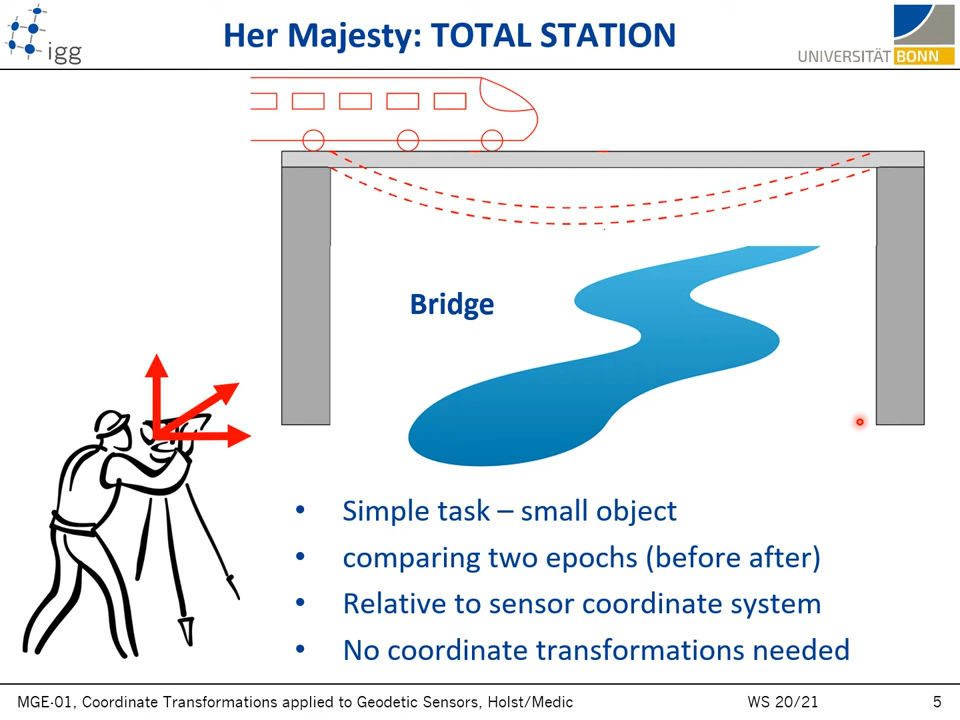 igg
Her Majesty: TOTAL STATION
UNIVERSITÄT BONN
Bridge
• Simple task – small object
• comparing two epochs (before after)
• Relative to sensor coordinate system
• No coordinate transformations needed
MGE-01, Coordinate Transformations applied to Geodetic Sensors, Holst/Medic WS 20/21 5